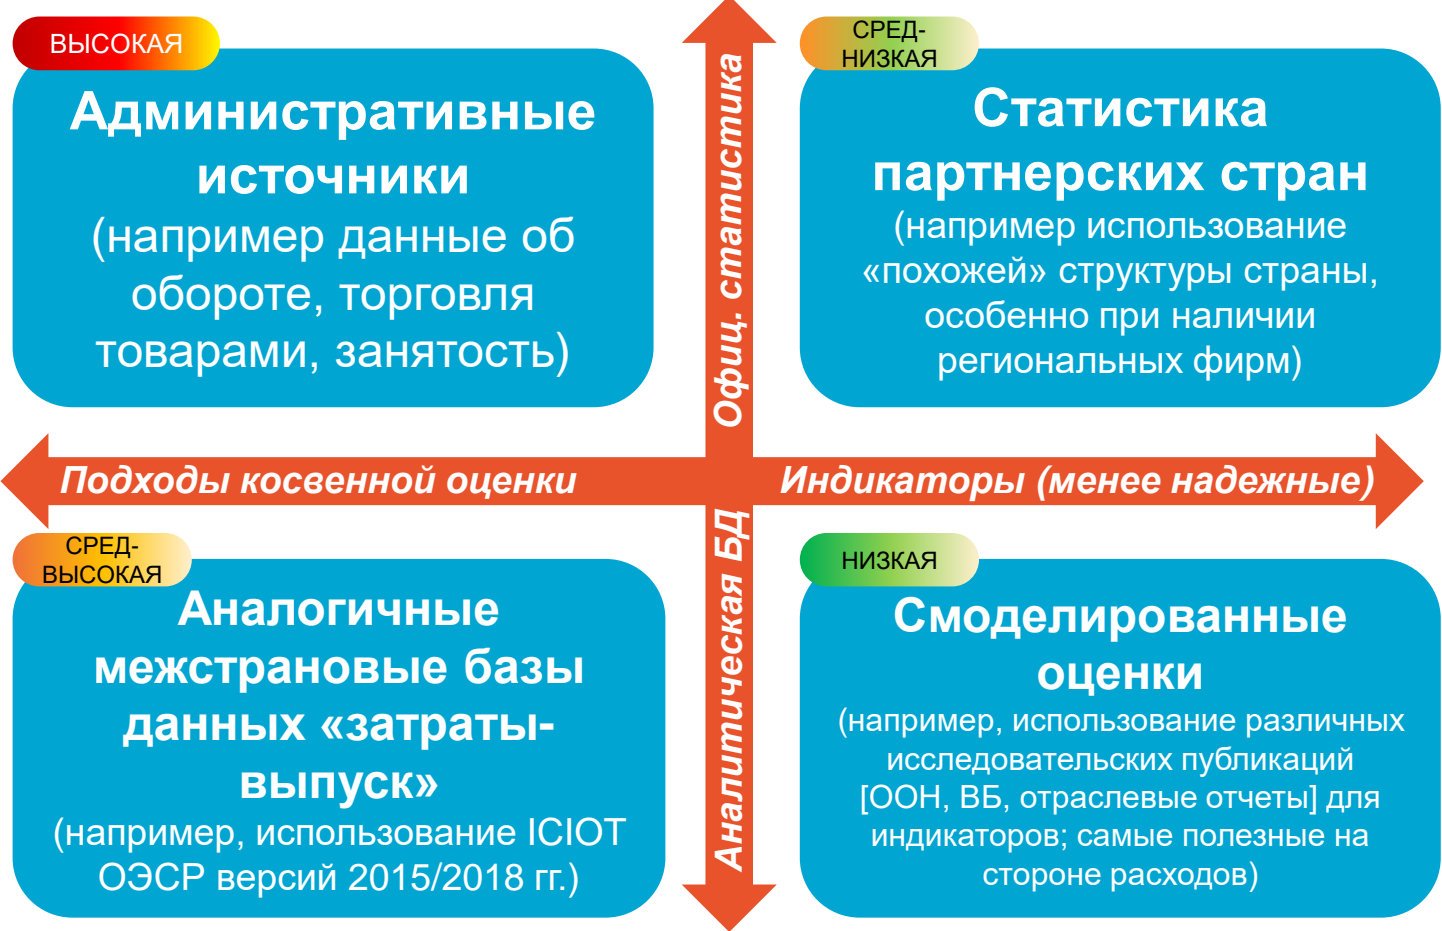 ВЫСОКАЯ
Административные
источники
(например данные об
обороте, торговля
товарами, занятость)
СРЕД-
НИЗКАЯ
Статистика
партнерских стран
(например использование
«похожей» структуры страны,
особенно при наличии
региональных фирм)
Офиц. статистика
Подходы косвенной оценки
Индикаторы (менее надежные)
Аналитическая БД
СРЕД-
ВЫСОКАЯ
Аналогичные
межстрановые базы
данных «затраты-
выпуск»
(например, использование ICIOT
ОЭСР версий 2015/2018 гг.)
НИЗКАЯ
Смоделированные
оценки
(например, использование различных
исследовательских публикаций
[ООН, ВБ, отраслевые отчеты] для
индикаторов; самые полезные на
стороне расходов)